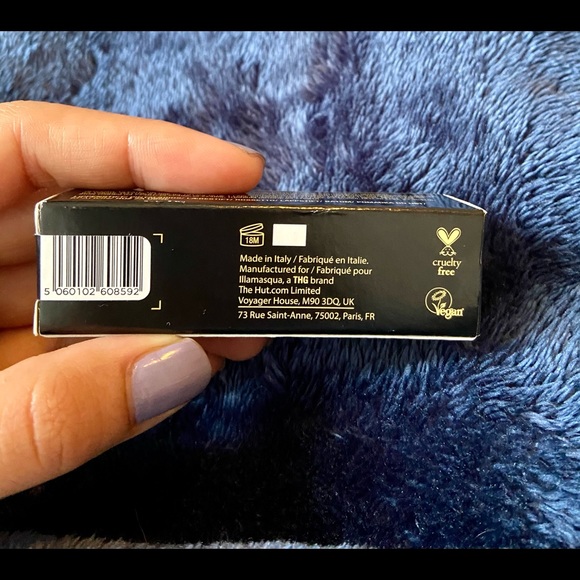 18M
Made in Italy / Fabriqué en Italie.
Manufactured for / Fabriqué pour
Illamasqua, a THG brand
The Hut.com Limited
Voyager House, M90 3DQ, UK
73 Rue Saint-Anne, 75002, Paris, FR
5 060102 608592
cruelty
free
Vegan